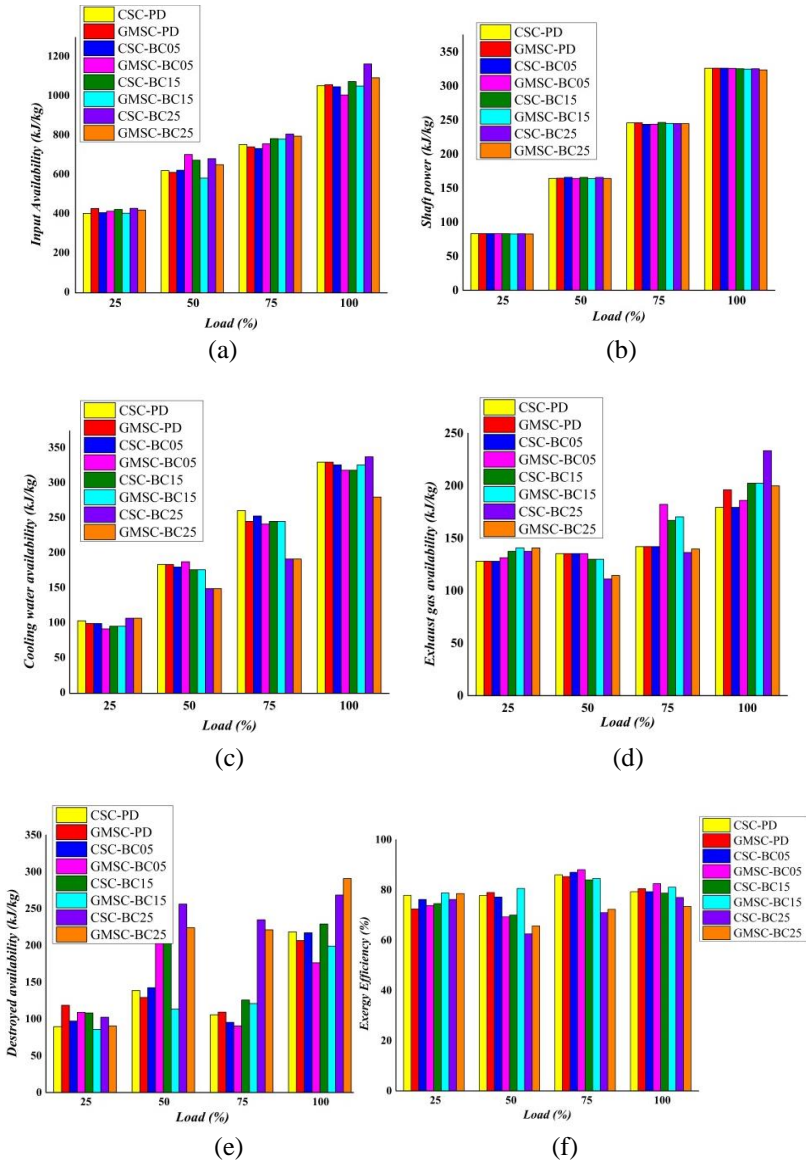 CSC-PD
GMSC-PD
CSC-BC05
GMSC-BC05
CSC-BC15
GMSC-BC15
CSC-BC25
GMSC-BC25
Input Availability (kJ/kg)
1200
1000
800
600
400
200
0
25 50 75 100
Load (%)
(a)
CSC-PD
GMSC-PD
CSC-BC05
GMSC-BC05
CSC-BC15
GMSC-BC15
CSC-BC25
GMSC-BC25
Shaft power (kJ/kg)
350
300
250
200
150
100
50
0
25 50 75 100
Load (%)
(b)
CSC-PD
GMSC-PD
CSC-BC05
GMSC-BC05
CSC-BC15
GMSC-BC15
CSC-BC25
GMSC-BC25
Cooling water availability (kJ/kg)
350
300
250
200
150
100
50
0
25 50 75 100
Load (%)
(c)
CSC-PD
GMSC-PD
CSC-BC05
GMSC-BC05
CSC-BC15
GMSC-BC15
CSC-BC25
GMSC-BC25
Exhaust gas availability (kJ/kg)
250
200
150
100
50
0
25 50 75 100
Load (%)
(d)
CSC-PD
GMSC-PD
CSC-BC05
GMSC-BC05
CSC-BC15
GMSC-BC15
CSC-BC25
GMSC-BC25
Destroyed availability (kJ/kg)
350
300
250
200
150
100
50
0
25 50 75 100
Load (%)
(e)
CSC-PD
GMSC-PD
CSC-BC05
GMSC-BC05
CSC-BC15
GMSC-BC15
CSC-BC25
GMSC-BC25
Exergy Efficiency (%)
100
80
60
40
20
0
25 50 75 100
Load (%)
(f)